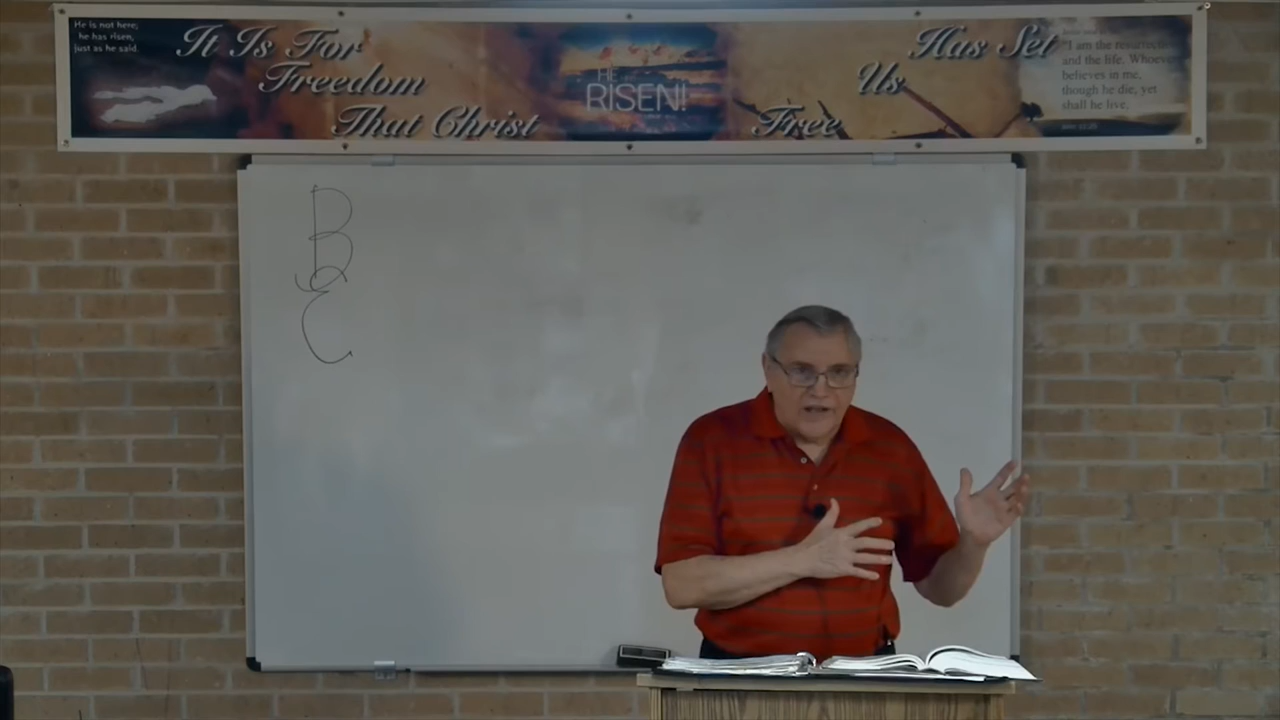 He is not here;
he has risen,
just as he said.
It Is For
Freedom
That Christ
HE
RISEN!
Has Set
Us
Free
"I am the resurrection
and the life. Whoever
believes in me,
though he die, yet
shall he live.
B